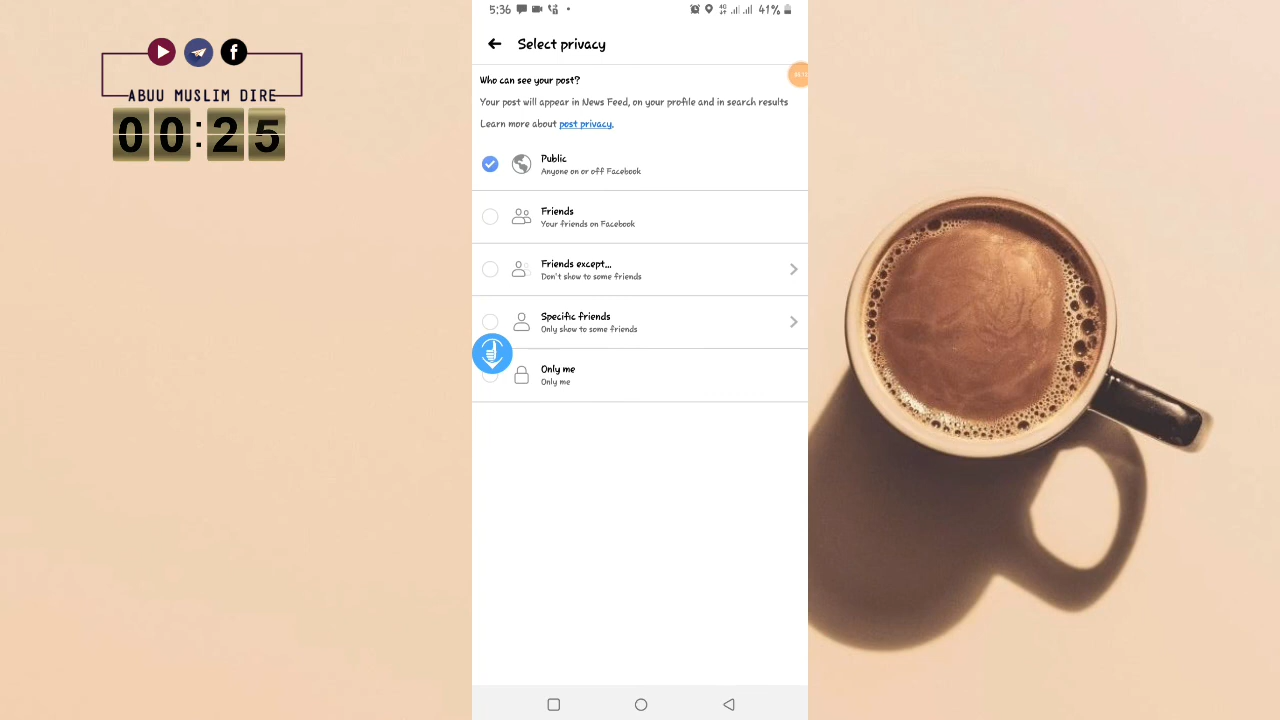 ABUU MUSLIM DIRE
00:25
5:36
4G
41%
Select privacy
Who can see your post?
Your post will appear in News Feed, on your profile and in search results
Learn more about post privacy.
Public
Anyone on or off Facebook
Friends
Your friends on Facebook
Friends except...
Don't show to some friends
Specific friends
Only show to some friends
Only me
Only me